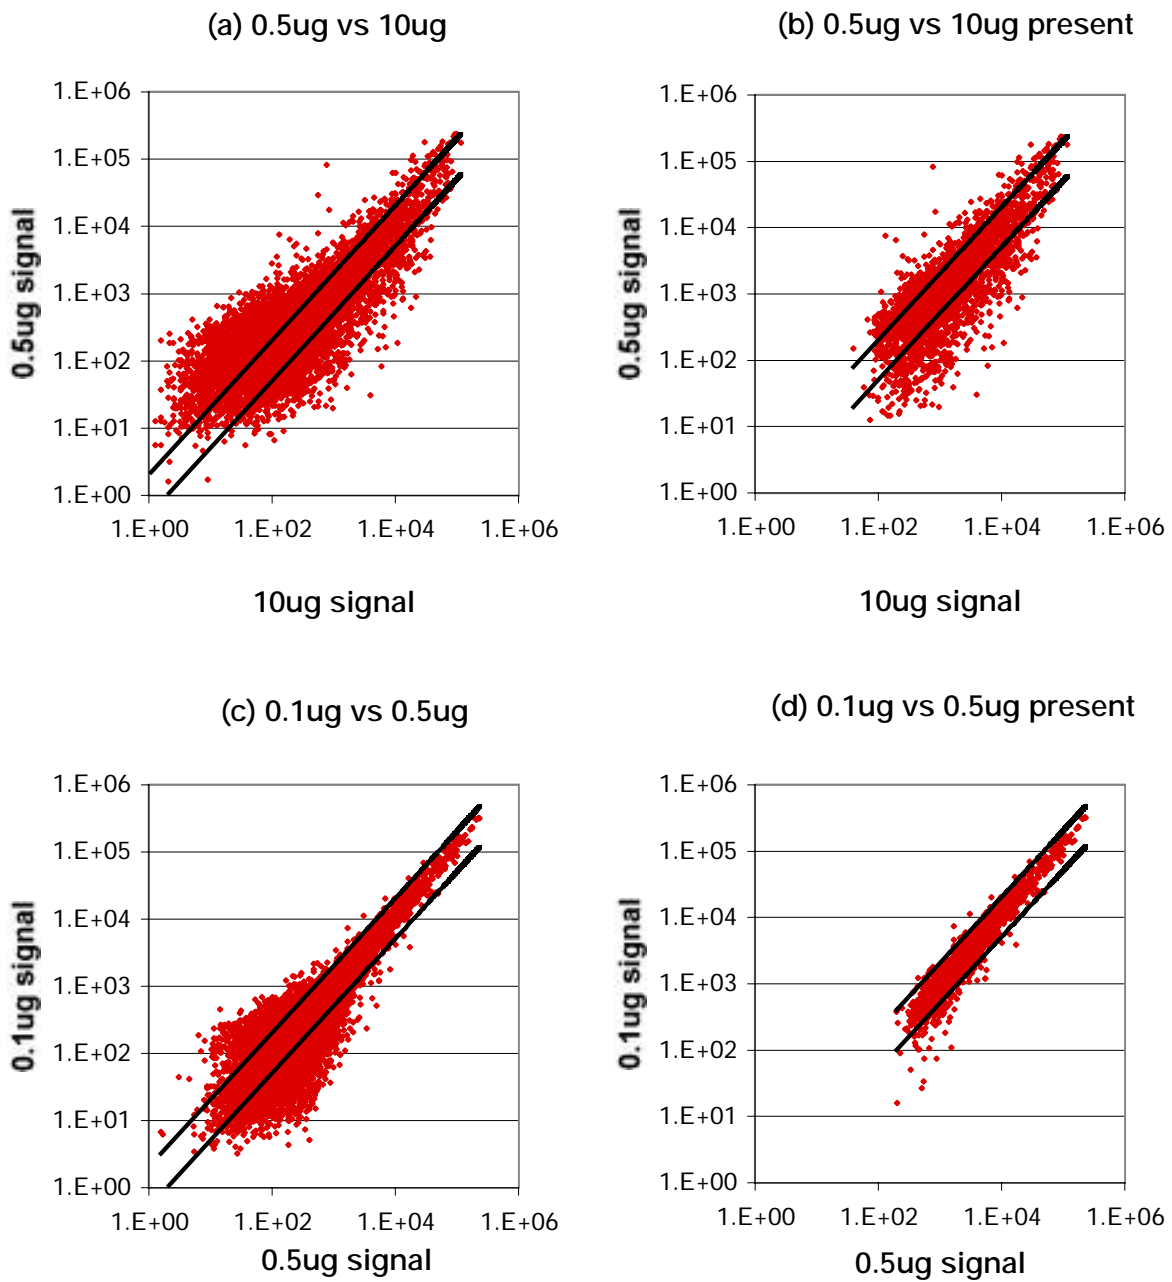 (a) 0.5ug vs 10ug
1.E+06
1.E+05
1.E+04
1.E+03
1.E+02
1.E+01
1.E+00
0.5ug signal
1.E+00 1.E+02 1.E+04 1.E+06
10ug signal
(b) 0.5ug vs 10ug present
1.E+06
1.E+05
1.E+04
1.E+03
1.E+02
1.E+01
1.E+00
0.5ug signal
1.E+00 1.E+02 1.E+04 1.E+06
10ug signal
(c) 0.1ug vs 0.5ug
1.E+06
1.E+05
1.E+04
1.E+03
1.E+02
1.E+01
1.E+00
0.1ug signal
1.E+00 1.E+02 1.E+04 1.E+06
0.5ug signal
(d) 0.1ug vs 0.5ug present
1.E+06
1.E+05
1.E+04
1.E+03
1.E+02
1.E+01
1.E+00
0.1ug signal
1.E+00 1.E+02 1.E+04 1.E+06
0.5ug signal